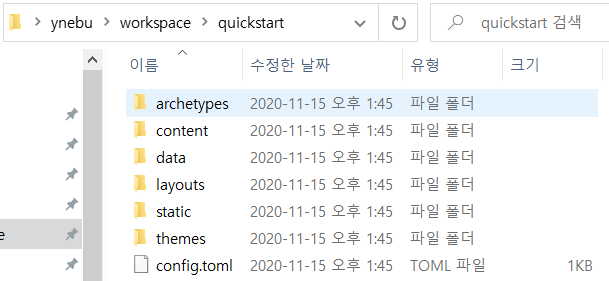 ynebu > workspace > quickstart
quickstart 검색
이름 수정한 날짜 유형 크기
archetypes 2020-11-15 오후 1:45 파일 폴더
content 2020-11-15 오후 1:45 파일 폴더
data 2020-11-15 오후 1:45 파일 폴더
layouts 2020-11-15 오후 1:45 파일 폴더
static 2020-11-15 오후 1:45 파일 폴더
e
themes 2020-11-15 오후 1:45 파일 폴더
config.toml 2020-11-15 오후 1:45 TOML 파일 1KB